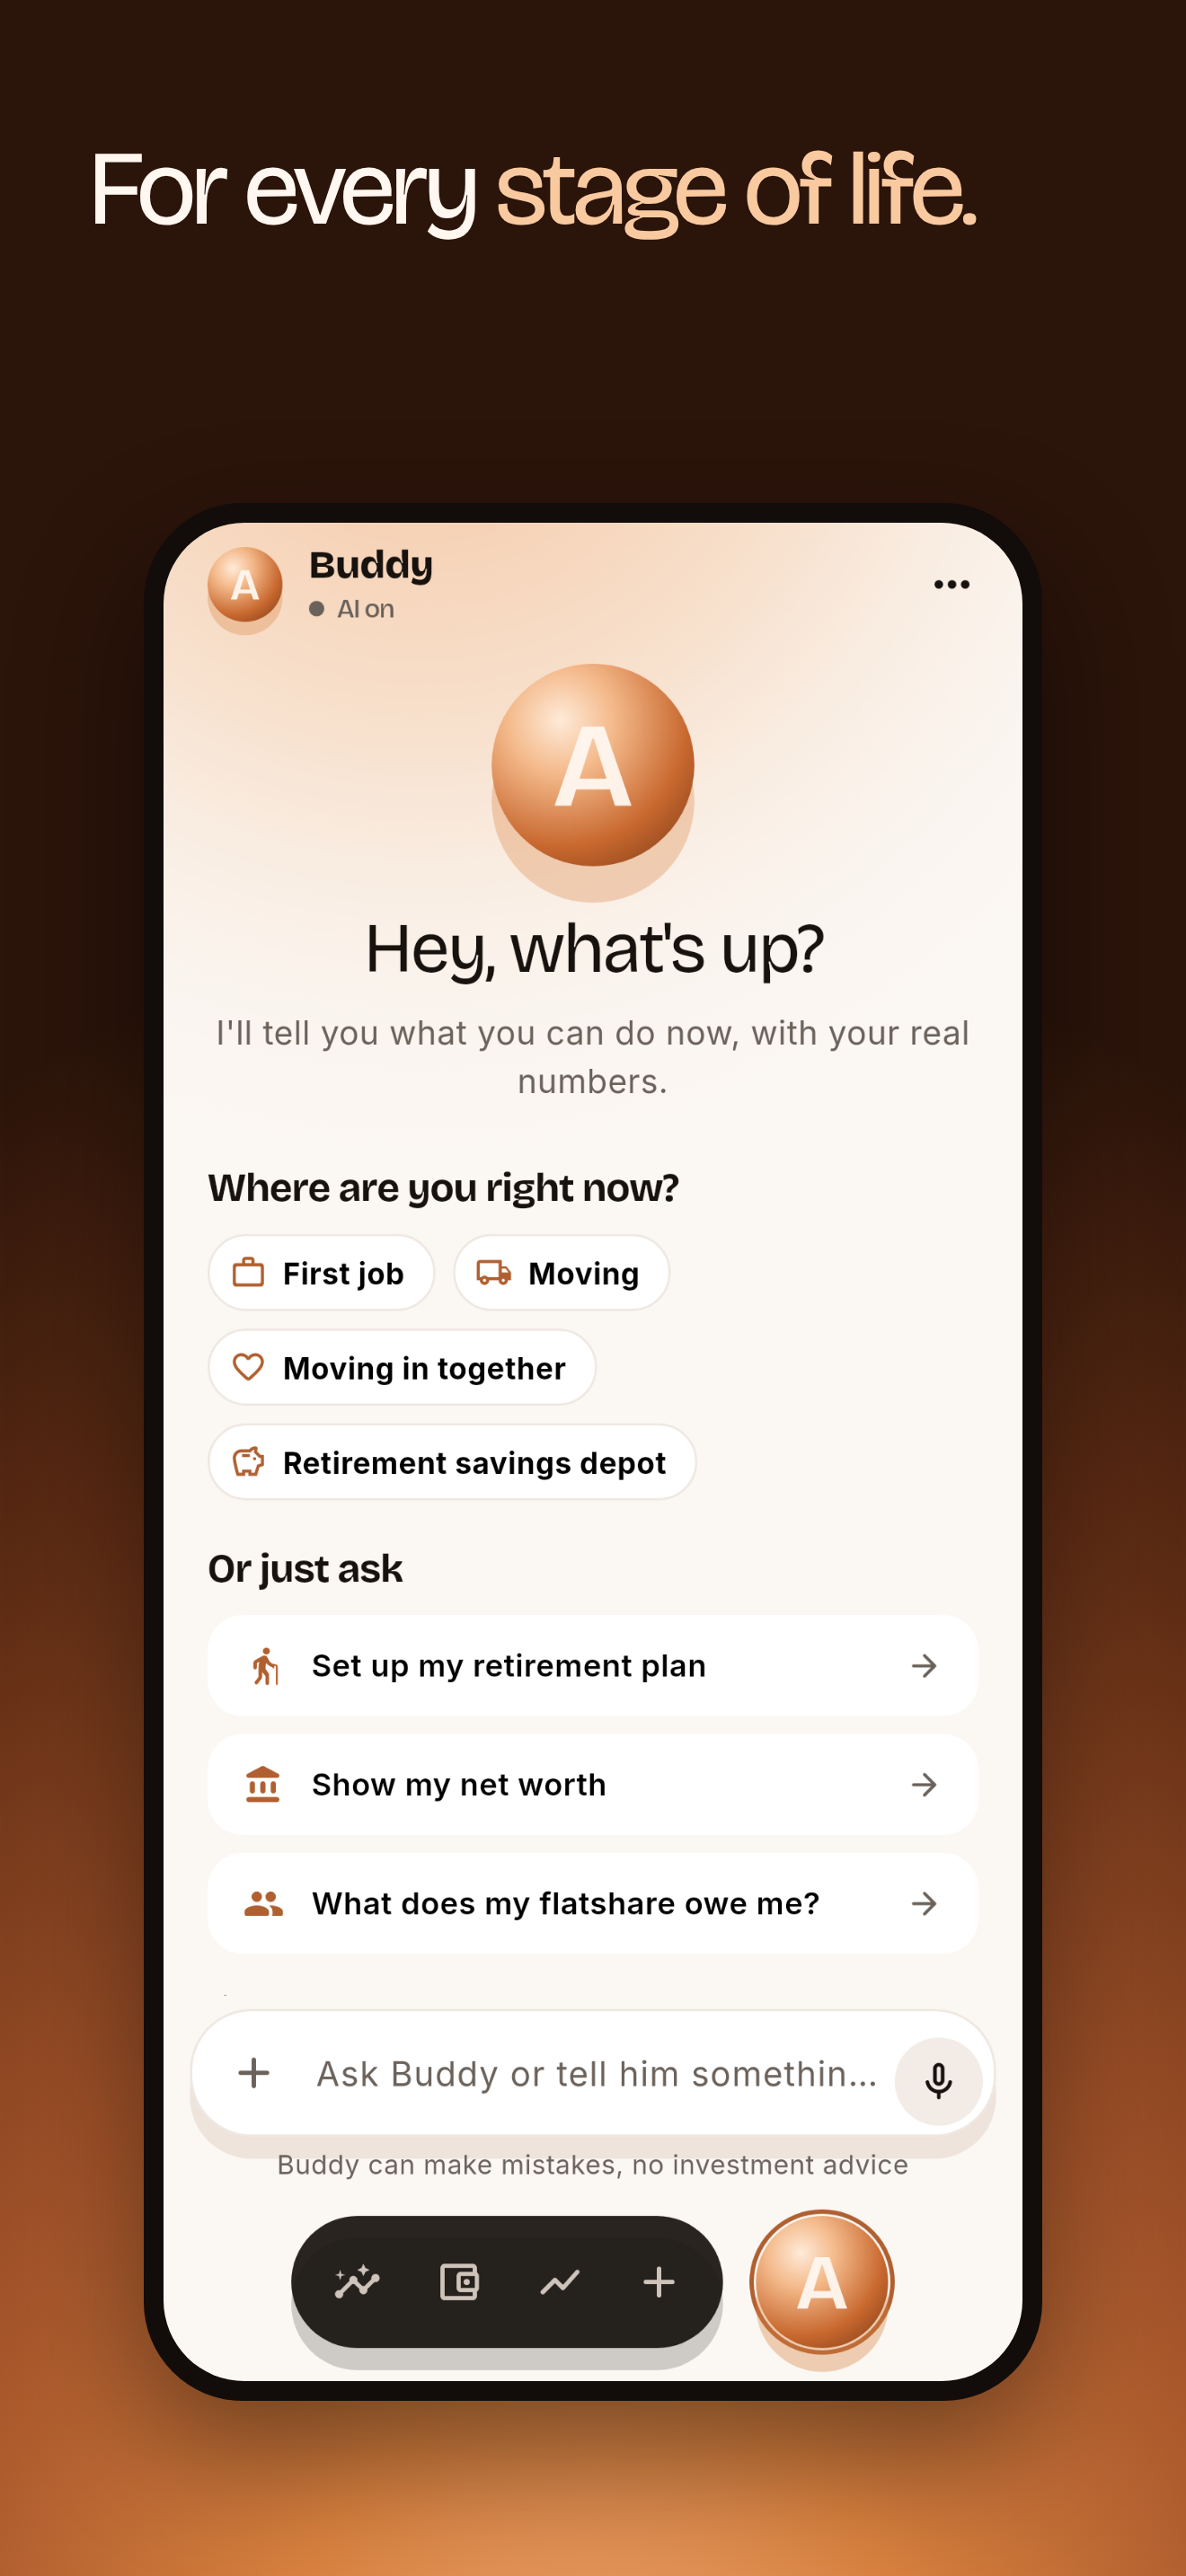 For every stage of life.
A
Buddy
AI on
A
Hey, what's up?
I'll tell you what you can do now, with your real
numbers.
Where are you right now?
First job
Moving
Moving in together
Retirement savings depot
Or just ask
Set up my retirement plan
Show my net worth
What does my flatshare owe me?
Ask Buddy or tell him somethin...
Buddy can make mistakes, no investment advice
A